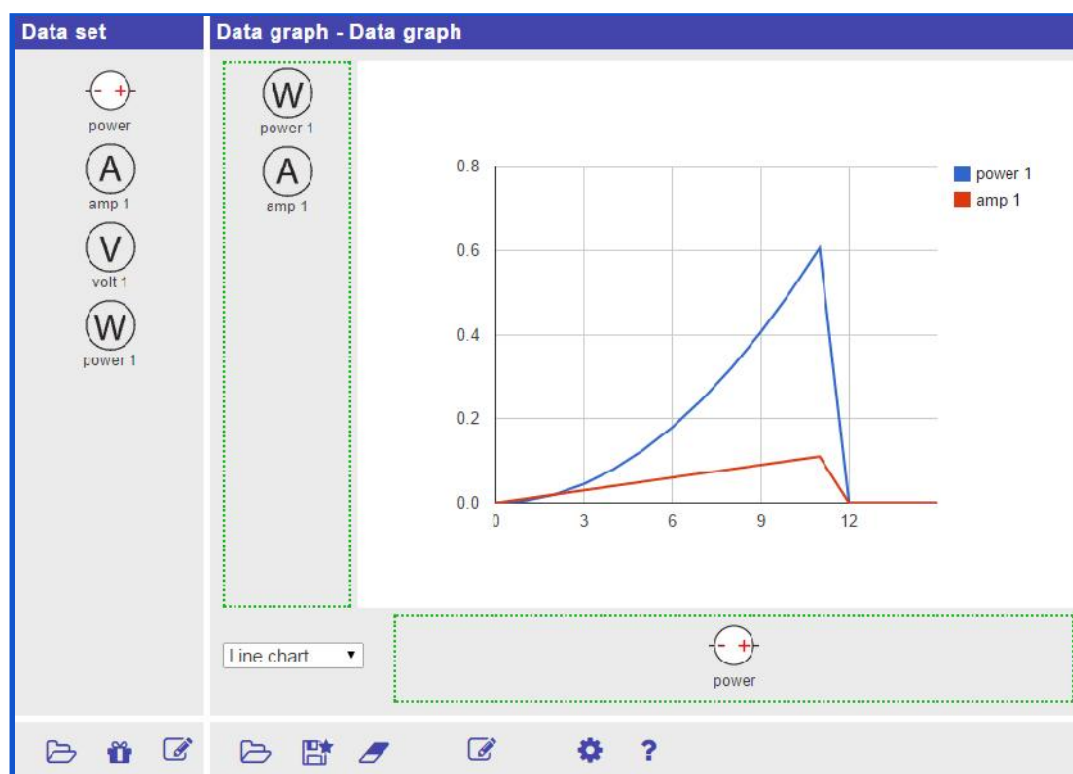 Data set
Data graph - Data graph
- +
power
A
amp 1
V
volt 1
W
power 1
W
power 1
A
amp 1
0.8
0.6
0.4
0.2
0.0
0
3
6
9
12
power 1
amp 1
Line chart
- +
power
?